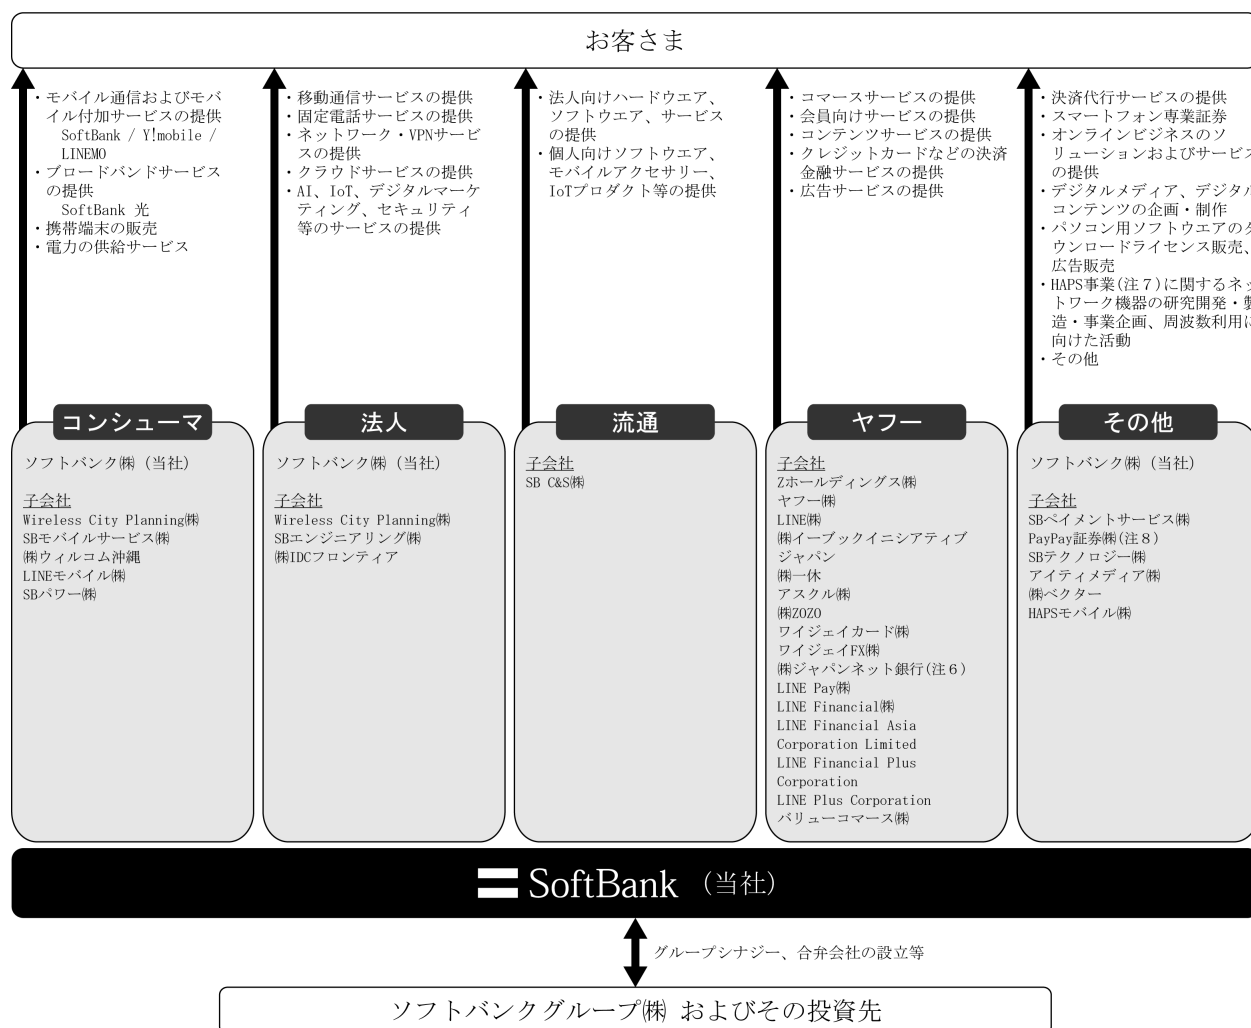 お客さま
・モバイル通信およびモバ
イル付加サービスの提供
SoftBank / Y!mobile /
LINEMO
・ブロードバンドサービス
の提供
SoftBank 光
・携帯端末の販売
・電力の供給サービス
・移動通信サービスの提供
・固定電話サービスの提供
・ネットワーク・VPNサービ
スの提供
・クラウドサービスの提供
・AI、IoT、デジタルマーケ
ティング、セキュリティ
等のサービスの提供
・法人向けハードウエア、
ソフトウエア、サービス
の提供
・個人向けソフトウエア、
モバイルアクセサリー、
IoTプロダクト等の提供
・コマースサービスの提供
・会員向けサービスの提供
・コンテンツサービスの提供
・クレジットカードなどの決済
金融サービスの提供
・広告サービスの提供
・決済代行サービスの提供
・スマートフォン専業証券
・オンラインビジネスのソ
リューションおよびサービス
の提供
・デジタルメディア、デジタル
コンテンツの企画・制作
・パソコン用ソフトウエアのダ
ウンロードライセンス販売、
広告販売
・HAPS事業(注７)に関するネッ
トワーク機器の研究開発・製
造・事業企画、周波数利用に
向けた活動
・その他
コンシューマ
ソフトバンク㈱（当社）
子会社
Wireless City Planning㈱
SBモバイルサービス㈱
㈱ウィルコム沖縄
LINEモバイル㈱
SBパワー㈱
法人
ソフトバンク㈱（当社）
子会社
Wireless City Planning㈱
SBエンジニアリング㈱
㈱IDCフロンティア
流通
子会社
SB C&S㈱
ヤフー
子会社
Zホールディングス㈱
ヤフー㈱
LINE㈱
㈱イーブックイニシアティブ
ジャパン
㈱一休
アスクル㈱
㈱ZOZO
ワイジェイカード㈱
ワイジェイFX㈱
㈱ジャパンネット銀行(注６)
LINE Pay㈱
LINE Financial㈱
LINE Financial Asia
Corporation Limited
LINE Financial Plus
Corporation
LINE Plus Corporation
バリューコマース㈱
その他
ソフトバンク㈱（当社）
子会社
SBペイメントサービス㈱
PayPay証券㈱(注８)
SBテクノロジー㈱
アイティメディア㈱
㈱ベクター
HAPSモバイル㈱
SoftBank（当社）
グループシナジー、合弁会社の設立等
ソフトバンクグループ㈱ およびその投資先